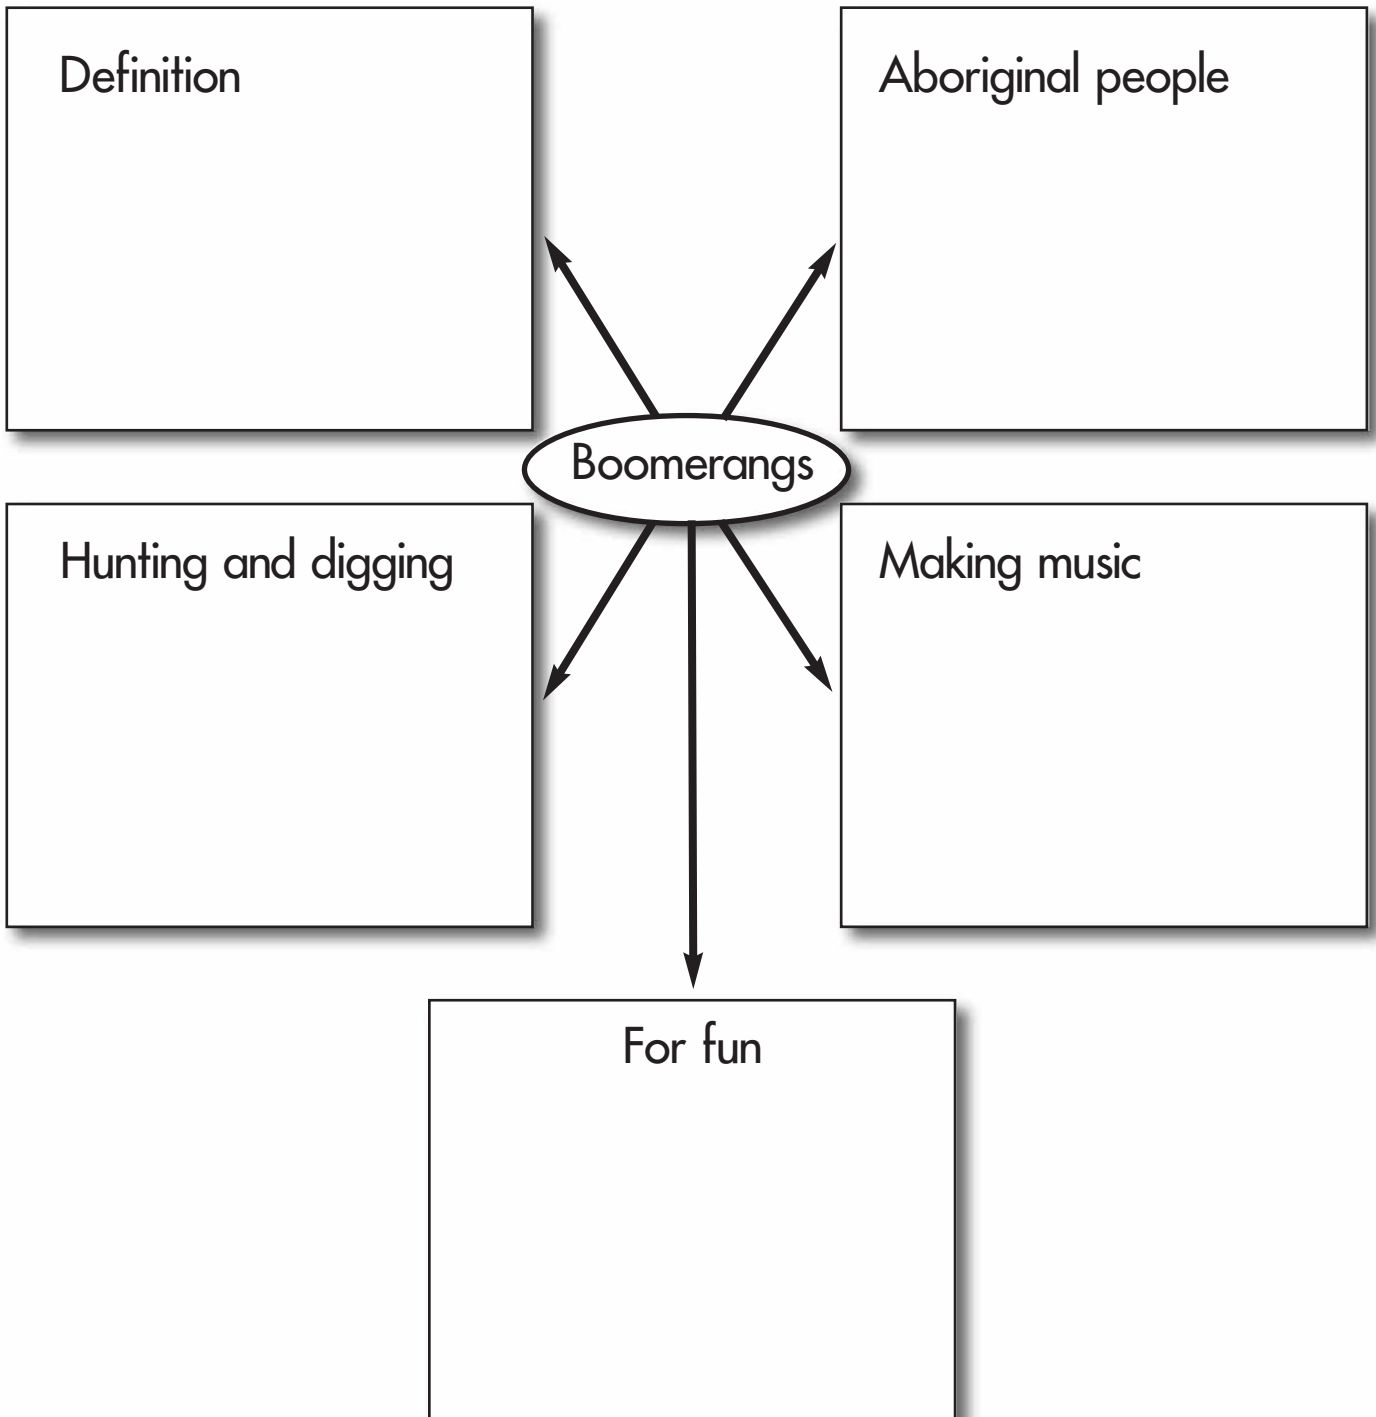 Definition
Aboriginal people
Boomerangs
Hunting and digging
Making music
For fun